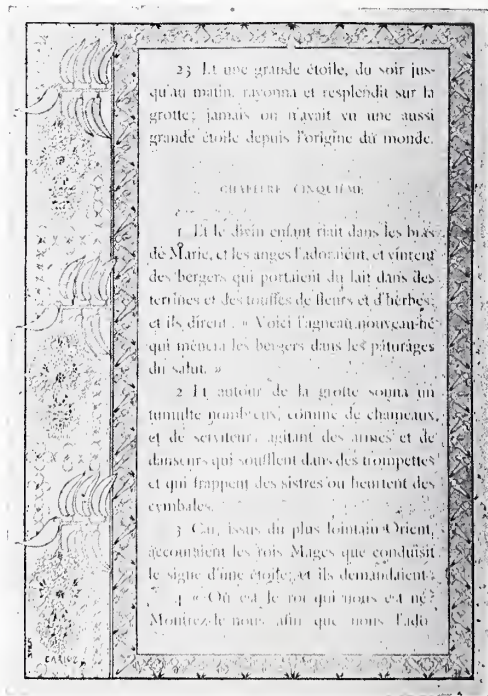 23 Et une grande étoile, du soir jus-
qu'au matin, rayonna et resplendit sur la
grotte; jamais on n'avait vu une aussi
grande étoile depuis l'origine du monde.
CHAPITRE CINQUIÈME
1 Et le divin enfant riait dans les bras
de Marie, et les anges l'adoraient, et vinrent
des bergers qui portaient du lait dans des
terrines et des touffes de fleurs et d'herbes;
et ils dirent : « Voici l'agneau nouveau-né
qui mènera les bergers dans les pâturages
du salut. »
2 Et autour de la grotte sonna un
tumulte nombreux, comme de chameaux,
et de serviteurs agitant des armes et de
danseurs qui soufflent dans des trompettes
et qui frappent des sistres ou heurtent des
cymbales.
3 Car, issus du plus lointain Orient,
accouraient les rois Mages que conduisit
le signe d'une étoile; et ils demandaient :
4 « Où est le roi qui nous est né?
Montrez-le-nous afin que nous l'ado-